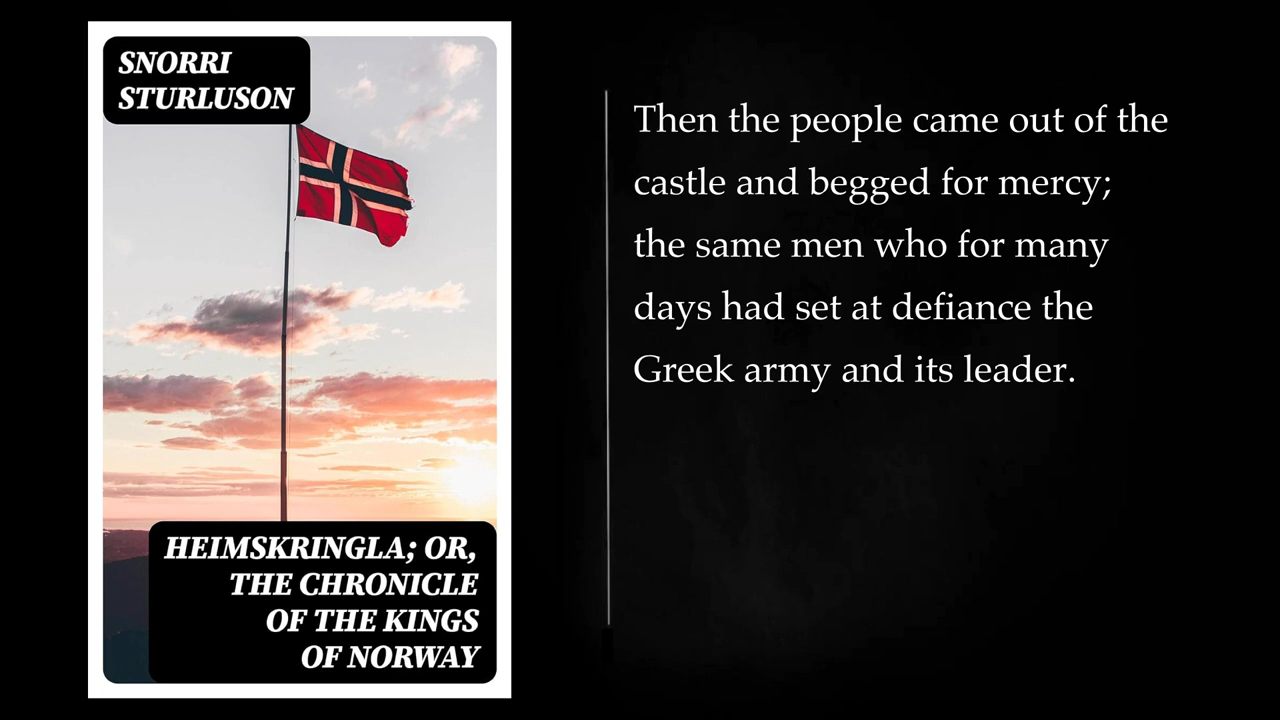 SNORRI
STURLUSON
HEIMSKRINGLA; OR,
THE CHRONICLE
OF THE KINGS
OF NORWAY
Then the people came out of the
castle and begged for mercy;
the same men who for many
days had set at defiance the
Greek army and its leader.